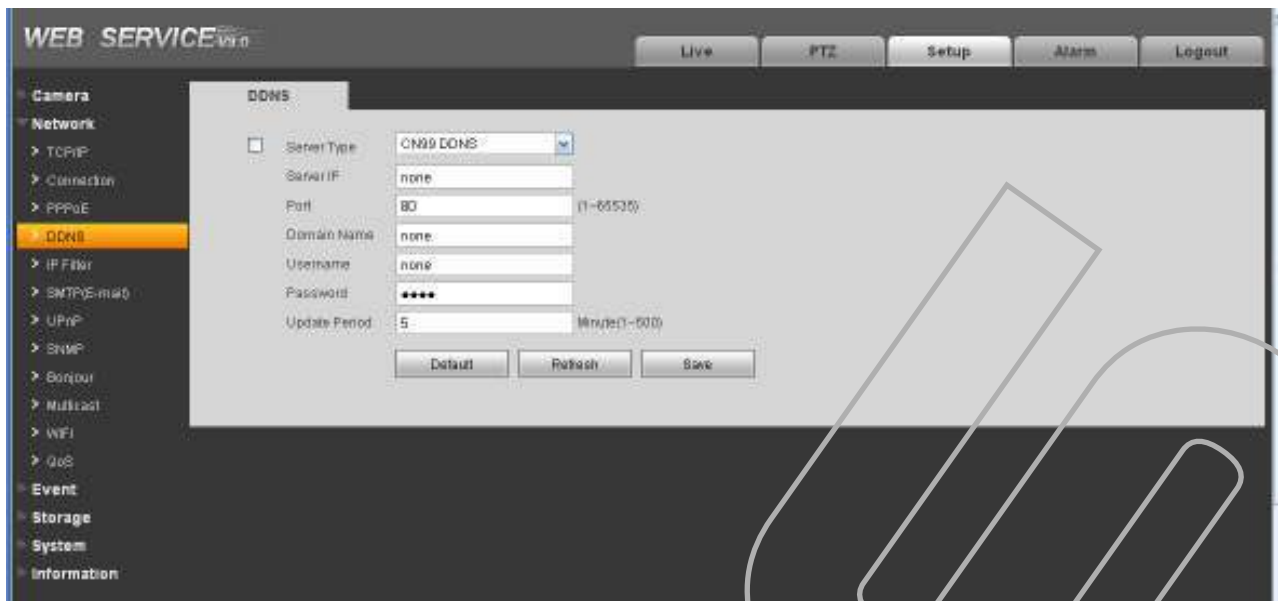 WEB SERVICE
Live
PTZ
Setup
Alarm
Logout
Camera
Network
TCP/IP
Connection
PPPoE
DDNS
IP Filter
SMTP(E-mail)
UPnP
SNMP
Bonjour
Multicast
WIFI
QoS
Event
Storage
System
Information
DDNS
Server Type CN99 DDNS
Server IP none
Port 80 (1~65535)
Domain Name none
Username none
Password ●●●●
Update Period 5 Minute(1~500)
Default Refresh Save